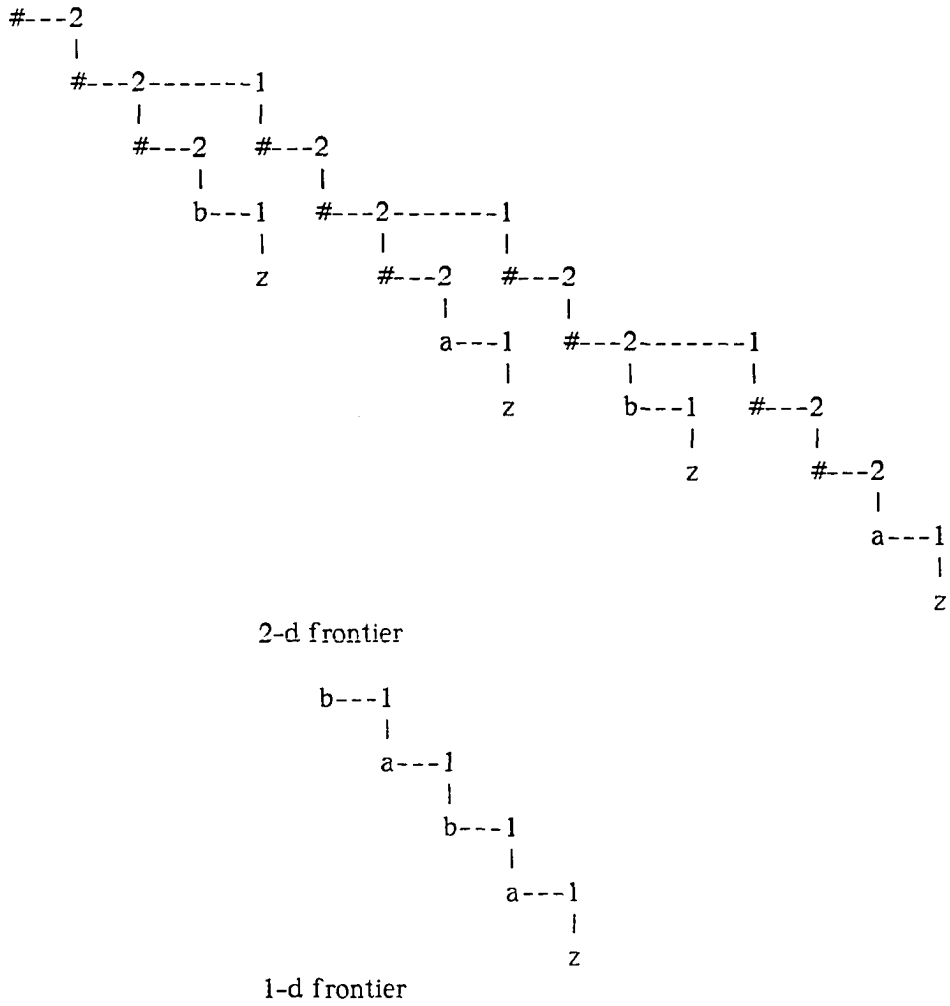 #---2
|
#---2-------1
| |
#---2 #---2
| |
b---1 #---2-------1
| | |
z #---2 #---2
| |
a---1 #---2-------1
| | |
z b---1 #---2
| |
z #---2
|
a---1
|
z
2-d frontier
b---1
|
a---1
|
b---1
|
a---1
|
z
1-d frontier